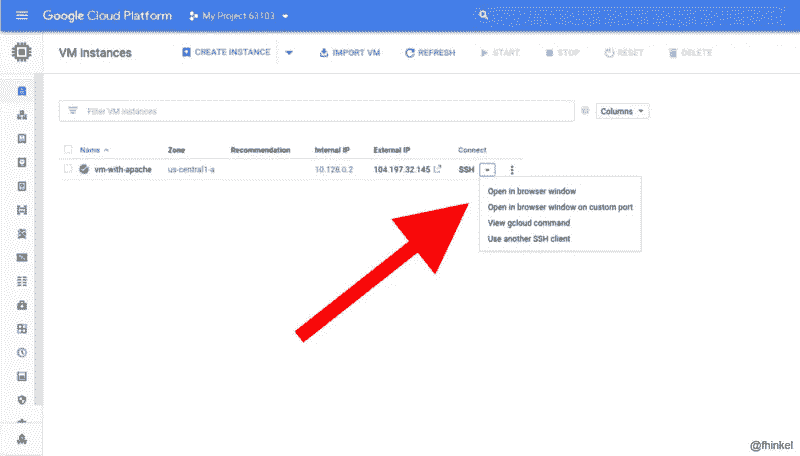 Google Cloud Platform My Project 63103
VM instances CREATE INSTANCE IMPORT VM REFRESH START STOP RESET DELETE
Filter VM instances Columns
Name Zone Recommendation Internal IP External IP Connect
vm-with-apache us-central1-a 10.128.0.2 104.197.32.145 SSH
Open in browser window
Open in browser window on custom port
View gcloud command
Use another SSH client
@fhinkel